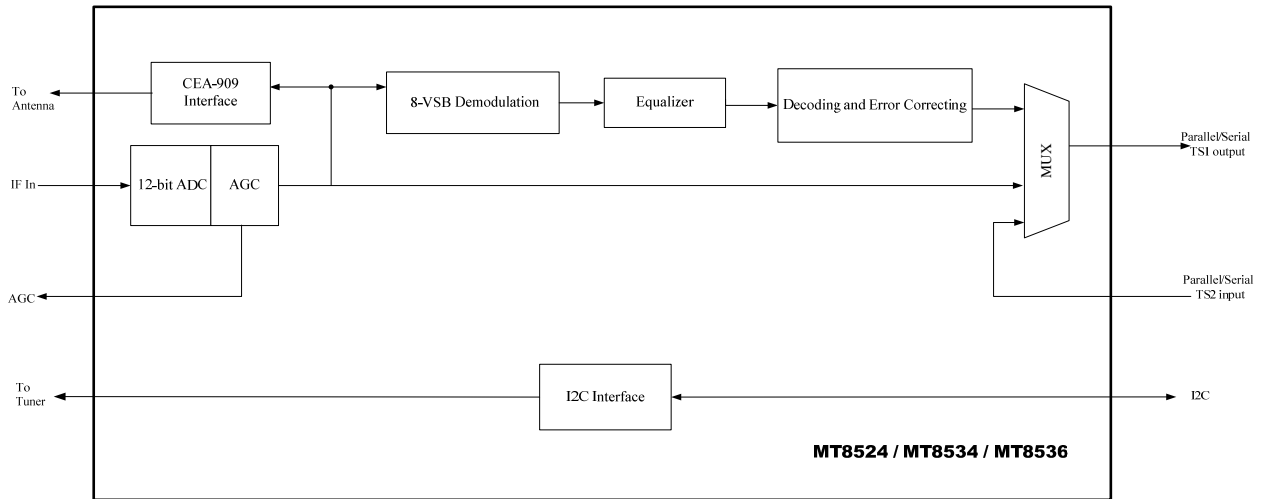 To
Antenna
CEA-909
Interface
8-VSB Demodulation
Equalizer
Decoding and Error Correcting
MUX
Parallel/Serial
TS1 output
IF In
12-bit ADC
AGC
AGC
Parallel/Serial
TS2 input
To
Tuner
I2C Interface
I2C
MT8524 / MT8534 / MT8536